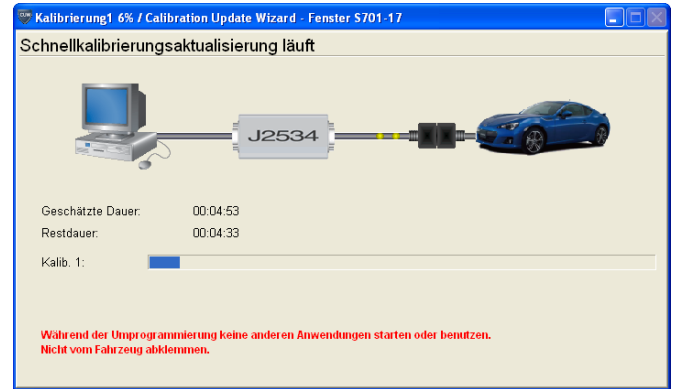 Kalibrierung1 6% / Calibration Update Wizard - Fenster S701-17
Schnellkalibrierungsaktualisierung läuft
J2534
Geschätzte Dauer: 00:04:53
Restdauer: 00:04:33
Kalib. 1:
Während der Umprogrammierung keine anderen Anwendungen starten oder benutzen.
Nicht vom Fahrzeug abklemmen.